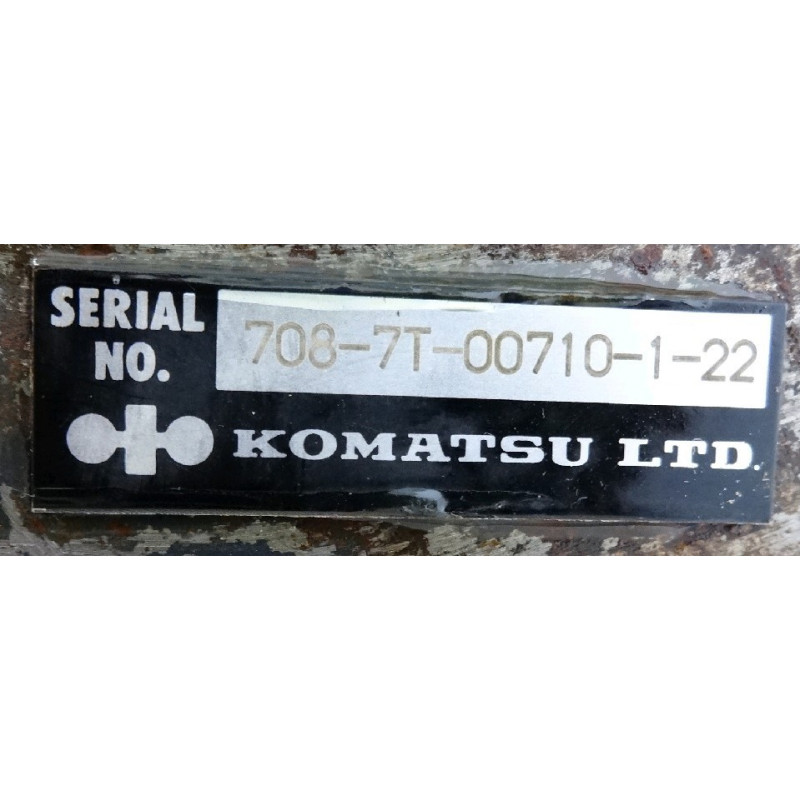 SERIAL NO.
708-7T-00710-1-22
KOMATSU LTD.